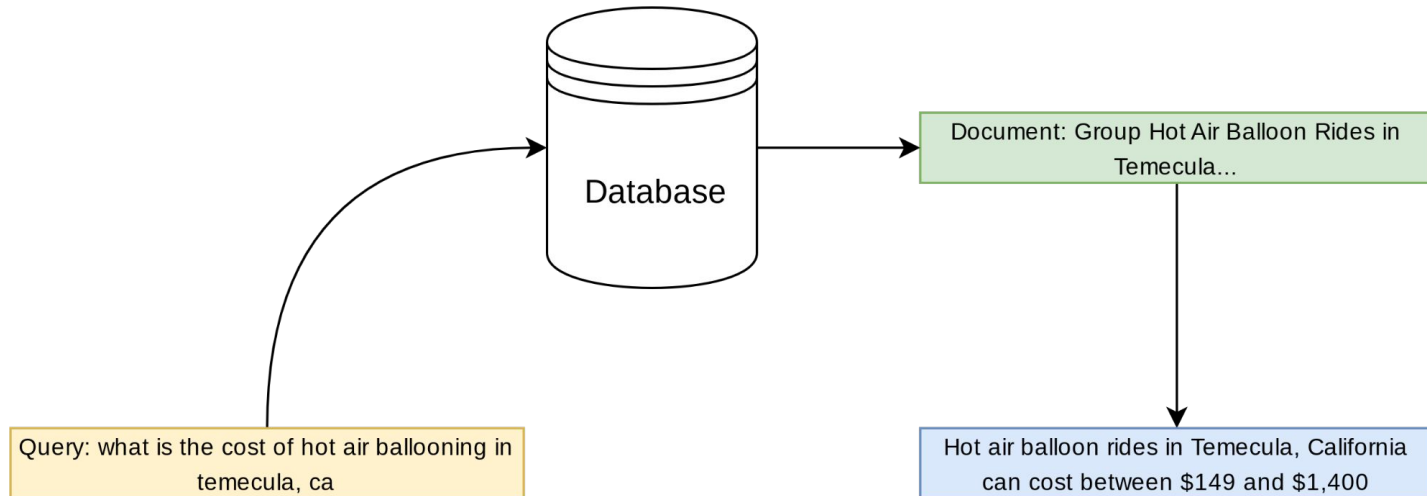 Database
Document: Group Hot Air Balloon Rides in
Temecula...
Query: what is the cost of hot air ballooning in
temecula, ca
Hot air balloon rides in Temecula, California
can cost between $149 and $1,400